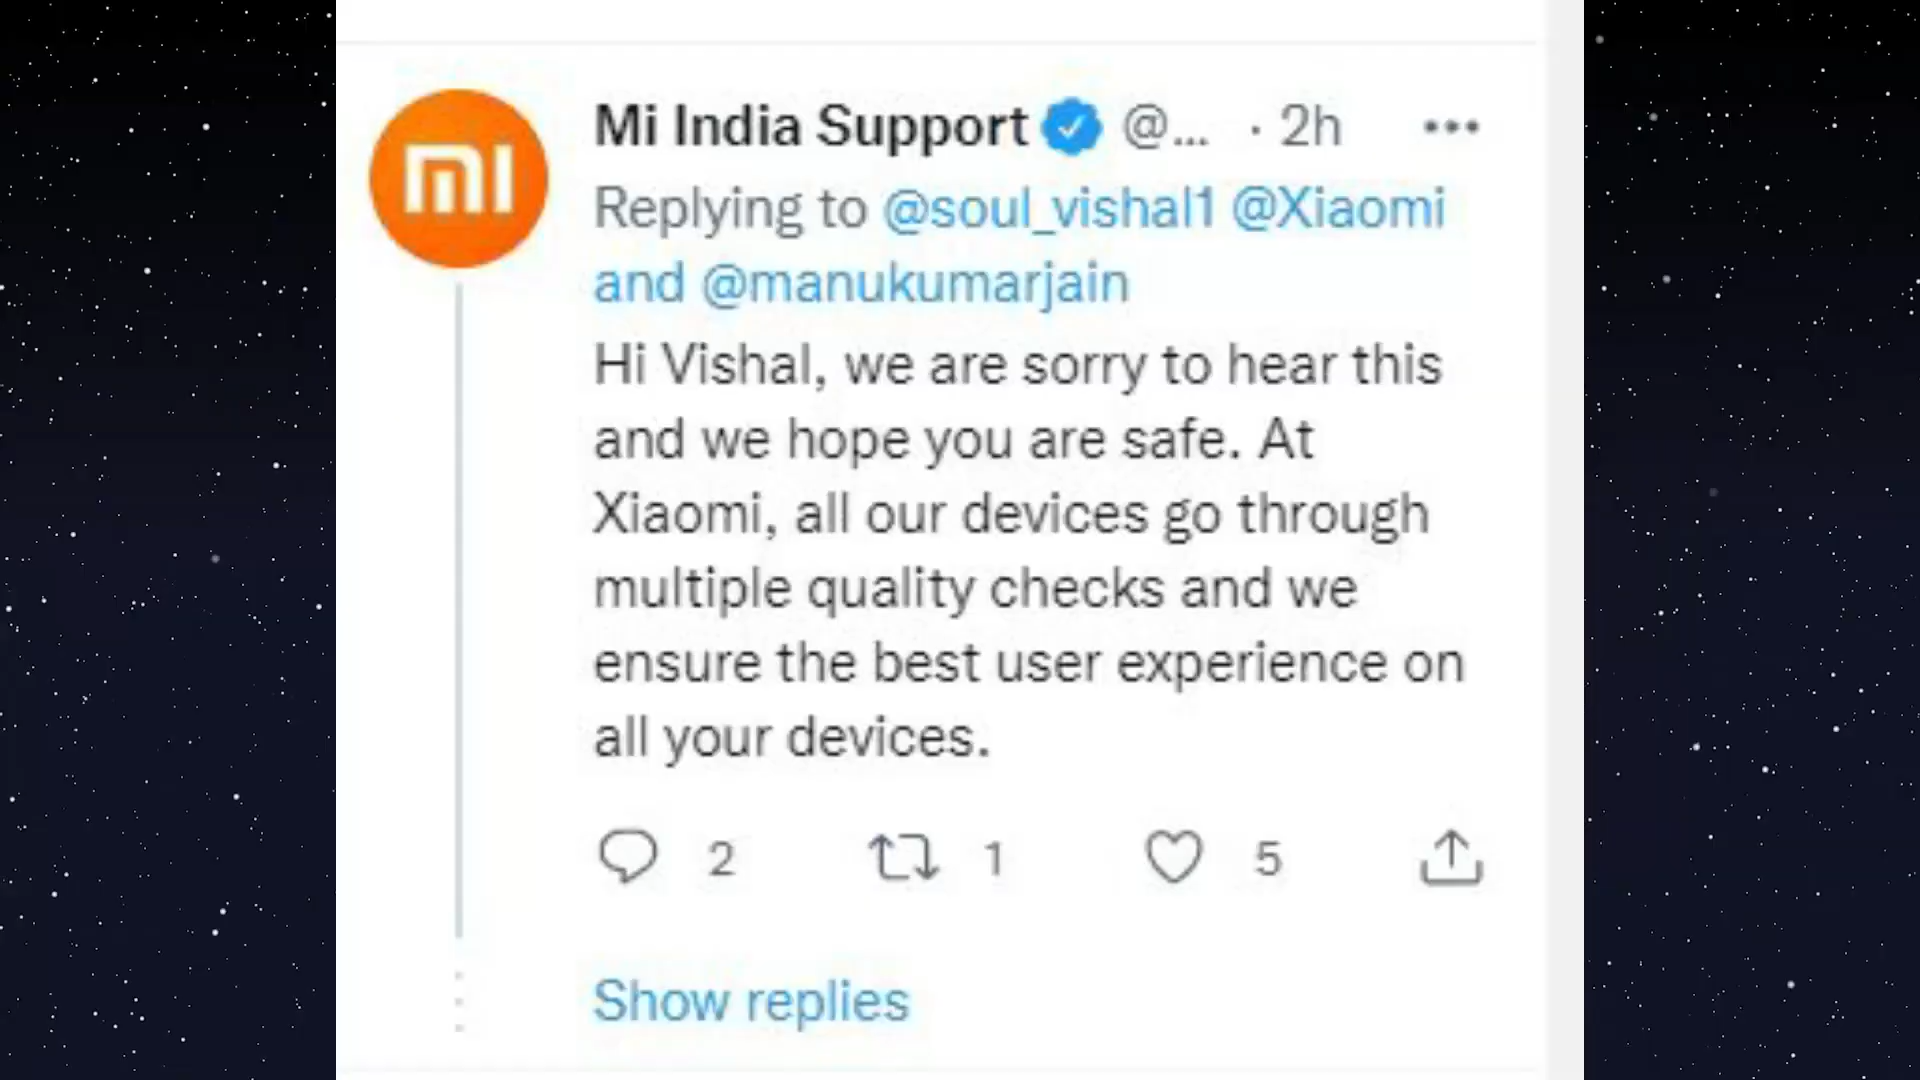 mi
Mi India Support @... · 2h
Replying to @soul_vishal1 @Xiaomi
and @manukumarjain
Hi Vishal, we are sorry to hear this
and we hope you are safe. At
Xiaomi, all our devices go through
multiple quality checks and we
ensure the best user experience on
all your devices.
2 1 5
Show replies